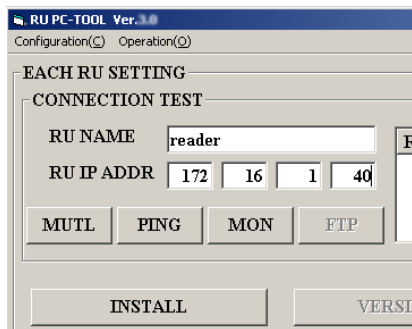 RU PC-TOOL Ver.3.0
Configuration(C) Operation(O)
EACH RU SETTING
CONNECTION TEST
RU NAME reader
RU IP ADDR 172 16 1 40
MUTL PING MON FTP
INSTALL